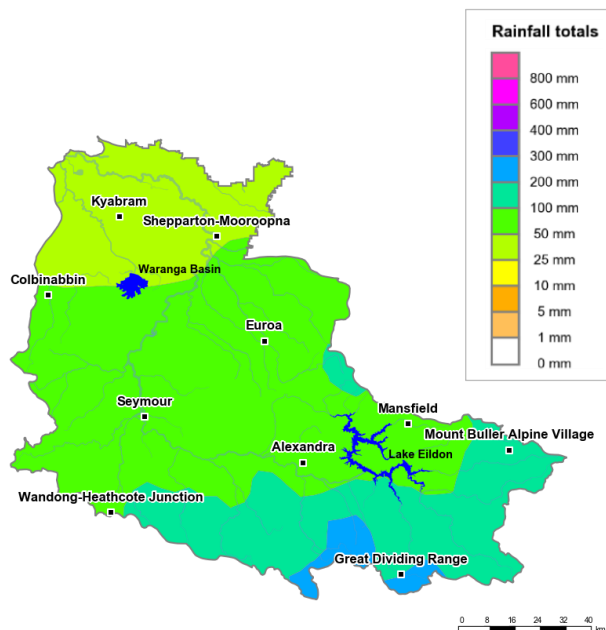 Rainfall totals
800 mm
600 mm
400 mm
300 mm
200 mm
100 mm
50 mm
25 mm
10 mm
5 mm
1 mm
0 mm
Kyabram
Shepparton-Mooroopna
Waranga Basin
Colbinabbin
Euroa
Seymour
Mansfield
Mount Buller Alpine Village
Alexandra
Lake Eildon
Wandong-Heathcote Junction
Great Dividing Range
0 8 16 24 32 40
km